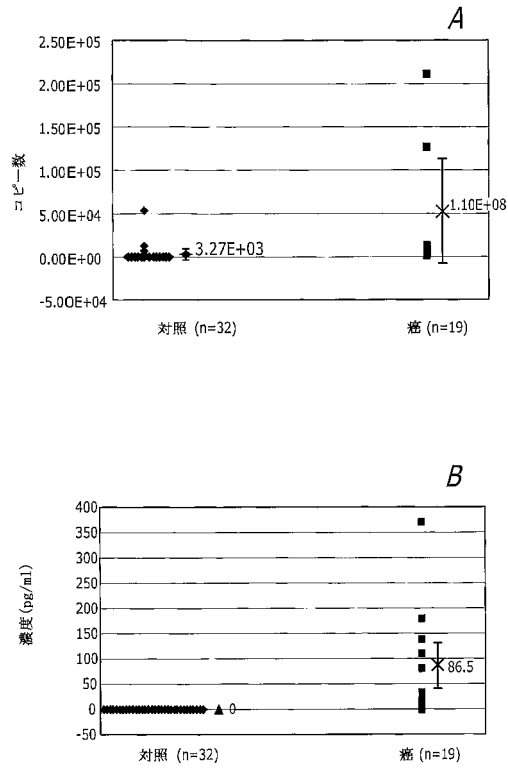 A
2.50E+05
2.00E+05
1.50E+05
1.00E+05
5.00E+04
0.00E+00
-5.00E+04
コピー数
3.27E+03
1.10E+08
対照 (n=32)
癌 (n=19)
B
400
350
300
250
200
150
100
50
0
-50
濃度(pg/ml)
0
86.5
対照 (n=32)
癌 (n=19)